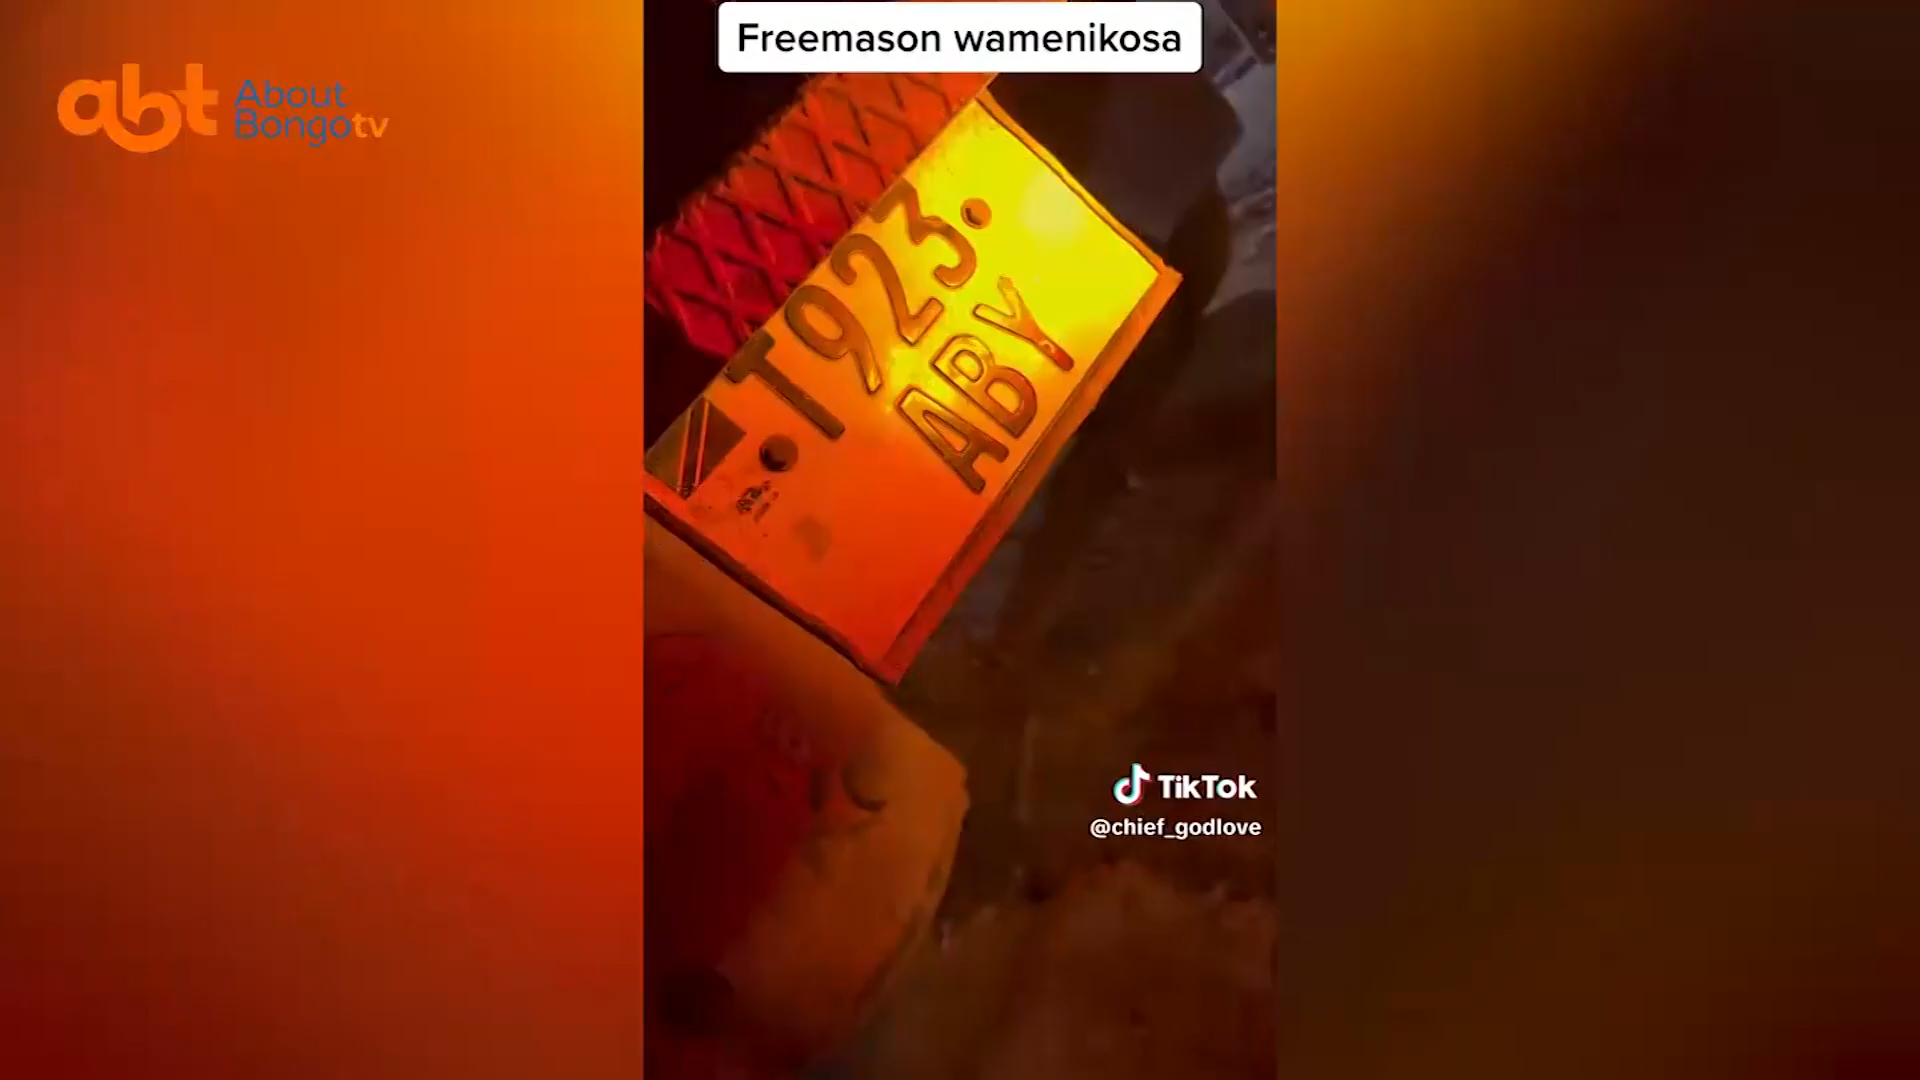 Freemason wamenikosa
abt
About
Bongotv
T923
ABY
TikTok
@chief_godlove